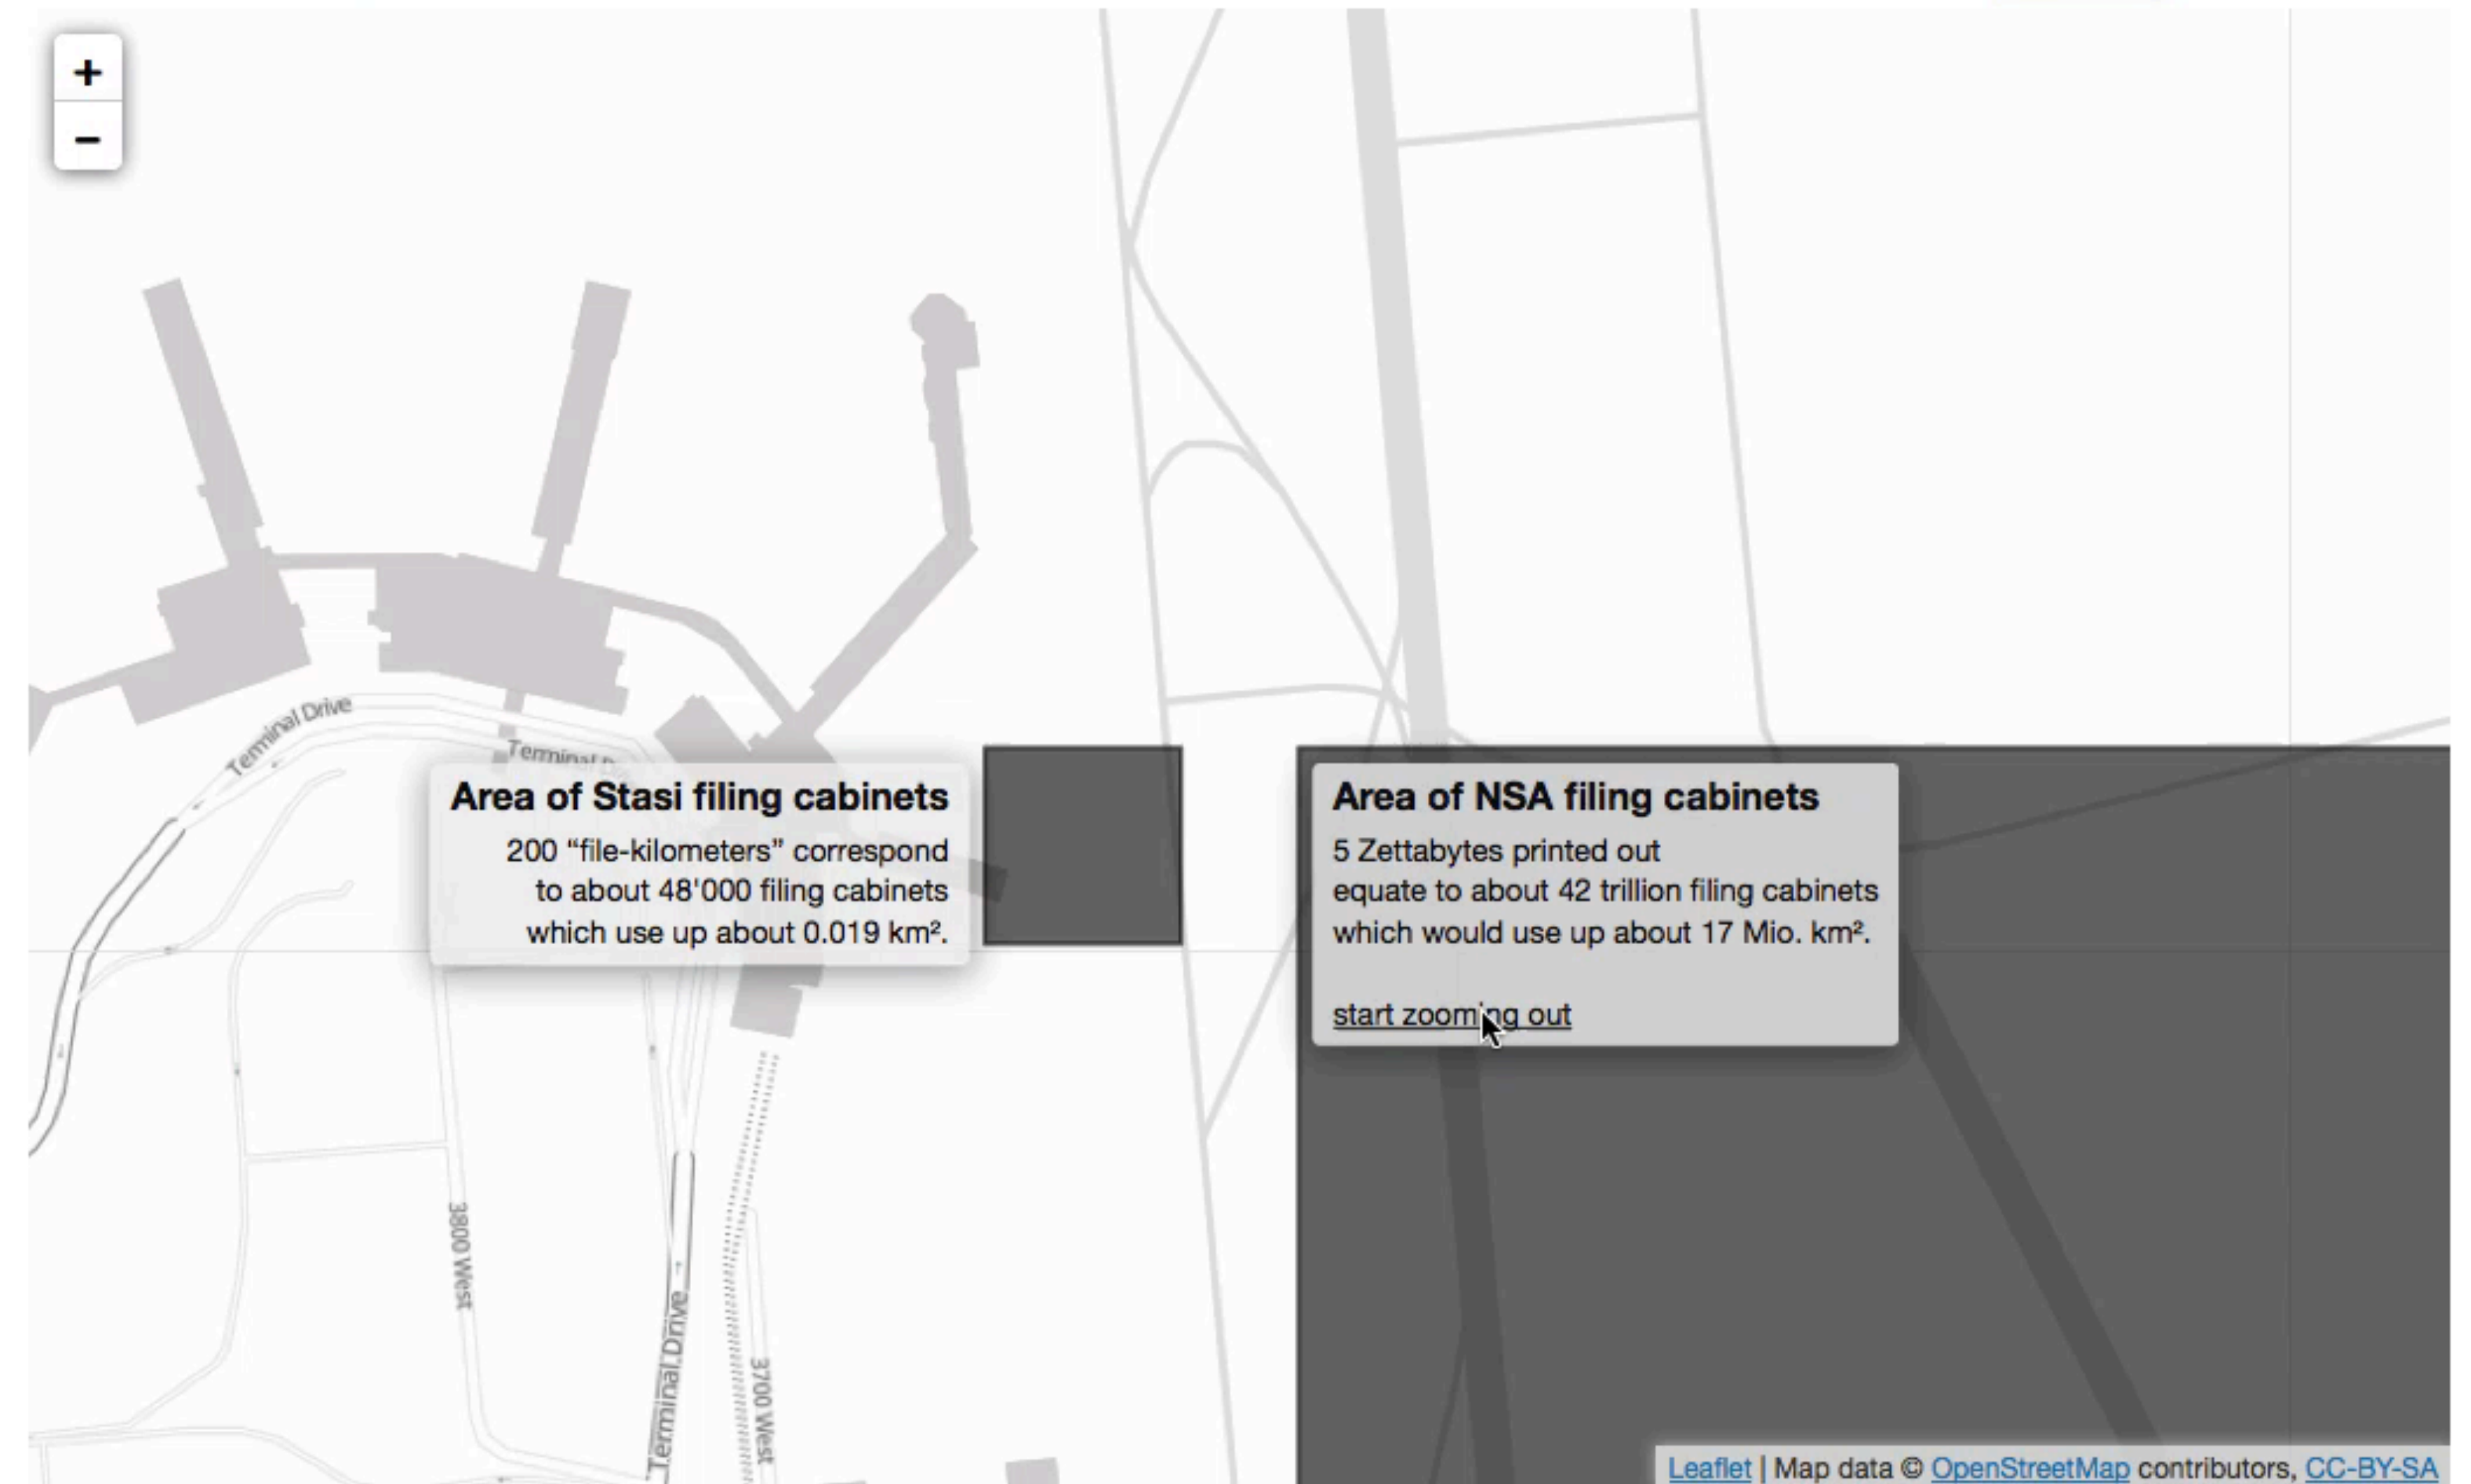 +
−
Terminal Drive
Terminal
Area of Stasi filing cabinets
200 “file-kilometers” correspond
to about 48'000 filing cabinets
which use up about 0.019 km².
Area of NSA filing cabinets
5 Zettabytes printed out
equate to about 42 trillion filing cabinets
which would use up about 17 Mio. km².
start zooming out
3800 West
Terminal Drive
3700 West
Leaflet | Map data © OpenStreetMap contributors, CC-BY-SA